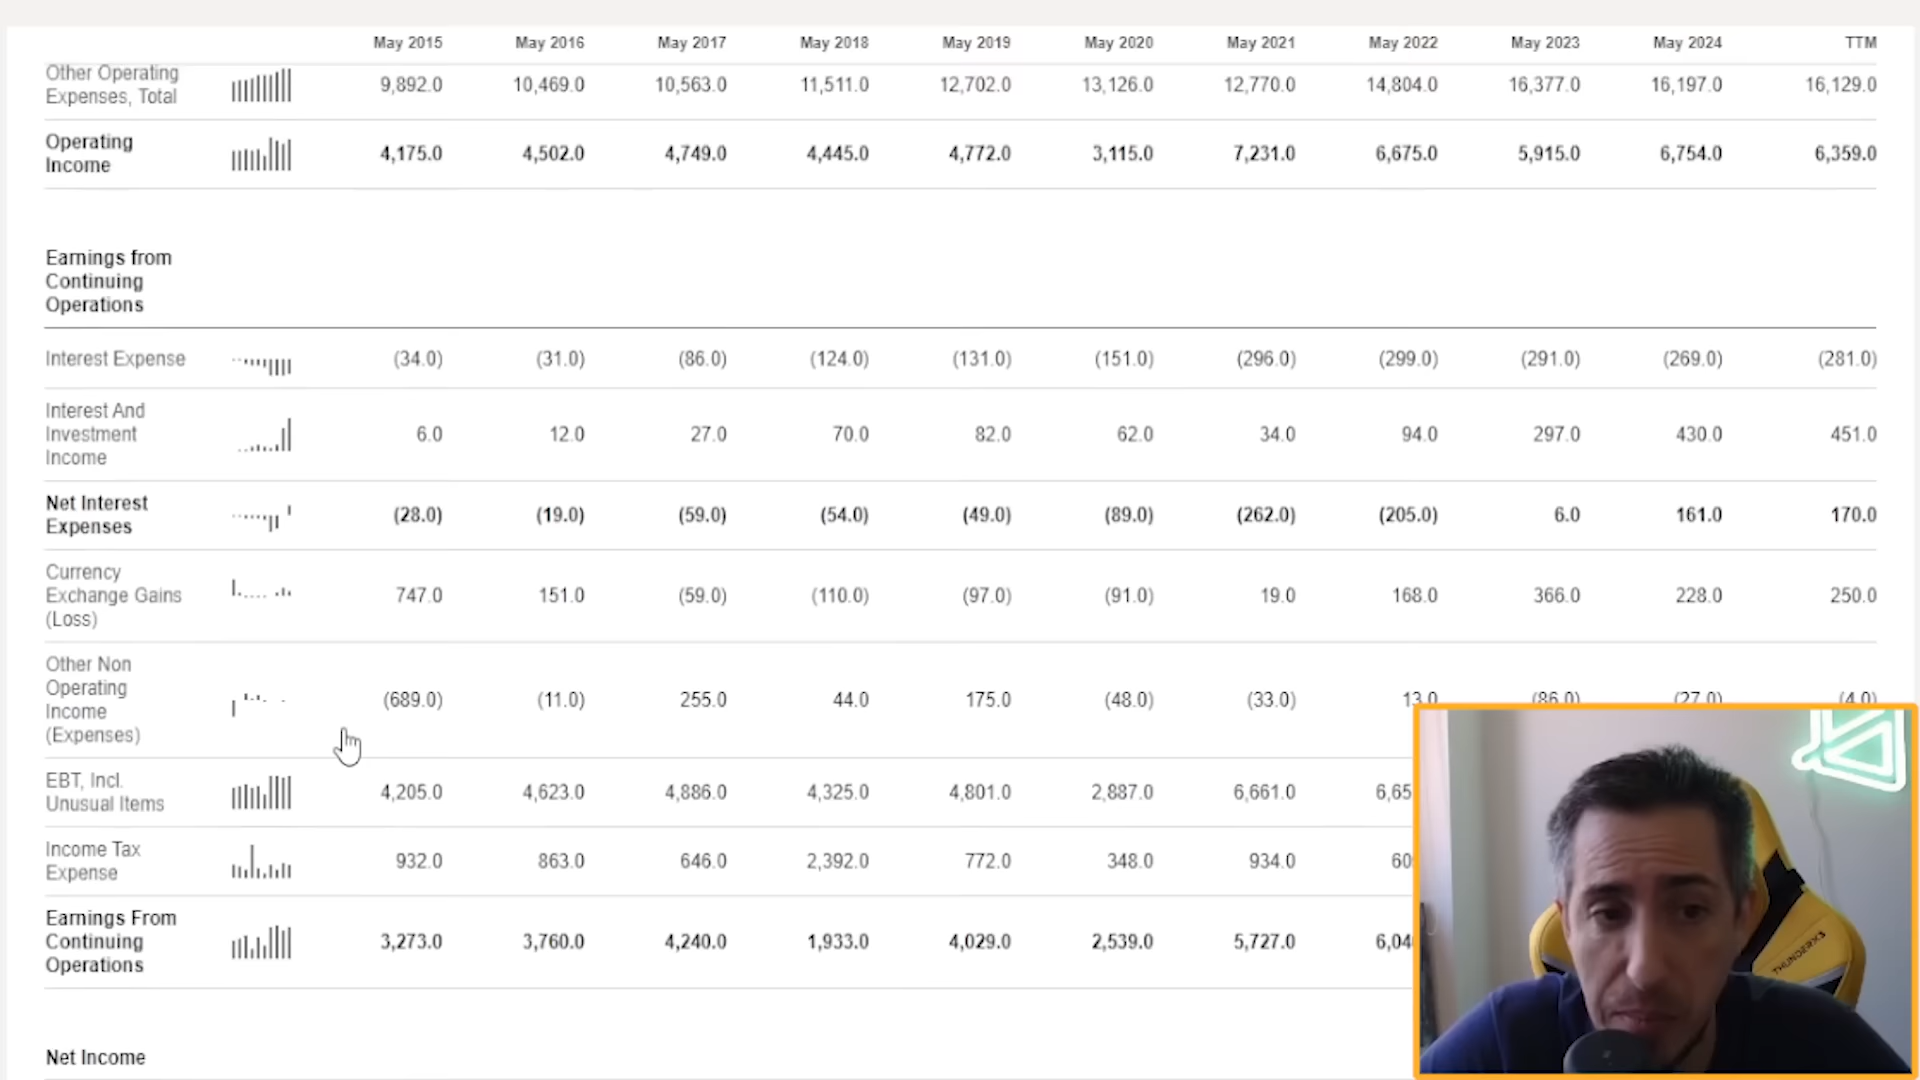 May 2015 May 2016 May 2017 May 2018 May 2019 May 2020 May 2021 May 2022 May 2023 May 2024 TTM
Other Operating
Expenses, Total 9,892.0 10,469.0 10,563.0 11,511.0 12,702.0 13,126.0 12,770.0 14,804.0 16,377.0 16,197.0 16,129.0
Operating
Income 4,175.0 4,502.0 4,749.0 4,445.0 4,772.0 3,115.0 7,231.0 6,675.0 5,915.0 6,754.0 6,359.0
Earnings from
Continuing
Operations
Interest Expense (34.0) (31.0) (86.0) (124.0) (131.0) (151.0) (296.0) (299.0) (291.0) (269.0) (281.0)
Interest And
Investment 6.0 12.0 27.0 70.0 82.0 62.0 34.0 94.0 297.0 430.0 451.0
Income
Net Interest
Expenses (28.0) (19.0) (59.0) (54.0) (49.0) (89.0) (262.0) (205.0) 6.0 161.0 170.0
Currency
Exchange Gains 747.0 151.0 (59.0) (110.0) (97.0) (91.0) 19.0 168.0 366.0 228.0 250.0
(Loss)
Other Non
Operating
Income (689.0) (11.0) 255.0 44.0 175.0 (48.0) (33.0) 13.0 (86.0) (27.0) (4.0)
(Expenses)
EBT, Incl.
Unusual Items 4,205.0 4,623.0 4,886.0 4,325.0 4,801.0 2,887.0 6,661.0 6,65
Income Tax
Expense 932.0 863.0 646.0 2,392.0 772.0 348.0 934.0 60
Earnings From
Continuing 3,273.0 3,760.0 4,240.0 1,933.0 4,029.0 2,539.0 5,727.0 6,04
Operations
Net Income
THUNDERX3